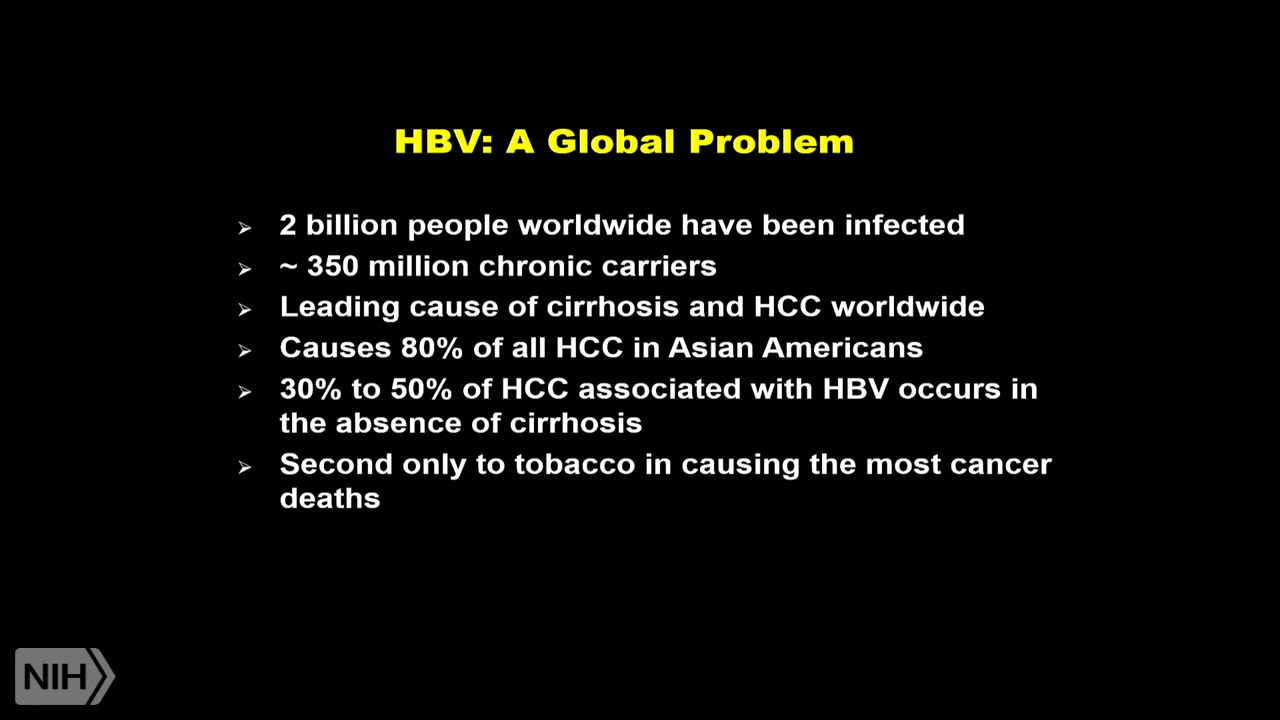 HBV: A Global Problem
➢ 2 billion people worldwide have been infected
➢ ~ 350 million chronic carriers
➢ Leading cause of cirrhosis and HCC worldwide
➢ Causes 80% of all HCC in Asian Americans
➢ 30% to 50% of HCC associated with HBV occurs in
the absence of cirrhosis
➢ Second only to tobacco in causing the most cancer
deaths
NIH